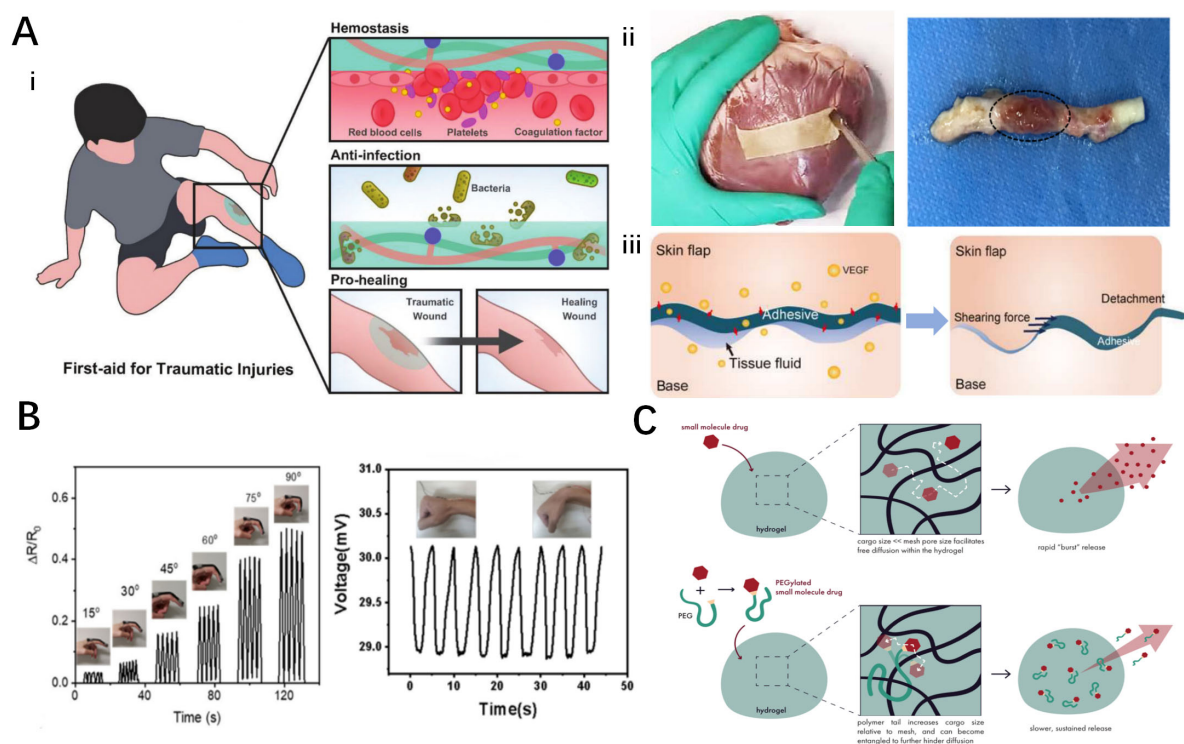 A
i
Hemostasis
Red blood cells
Platelets
Coagulation factor
Anti-infection
Bacteria
Pro-healing
Traumatic
Wound
Healing
Wound
First-aid for Traumatic Injuries
ii
iii
Skin flap
VEGF
Adhesive
Tissue fluid
Base
Skin flap
Detachment
Shearing force
Adhesive
Base
B
ΔR/R0
0.6
0.4
0.2
0.0
15°
30°
45°
60°
75°
90°
0
40
80
120
Time (s)
Voltage(mV)
31.0
30.5
30.0
29.5
29.0
0
10
20
30
40
50
Time(s)
C
small molecule drug
hydrogel
cargo size << mesh pore size facilitates
free diffusion within the hydrogel
rapid "burst" release
+
PEG
PEGylated
small molecule drug
hydrogel
polymer tail increases cargo size
relative to mesh, and can become
entangled to further hinder diffusion
slower, sustained release